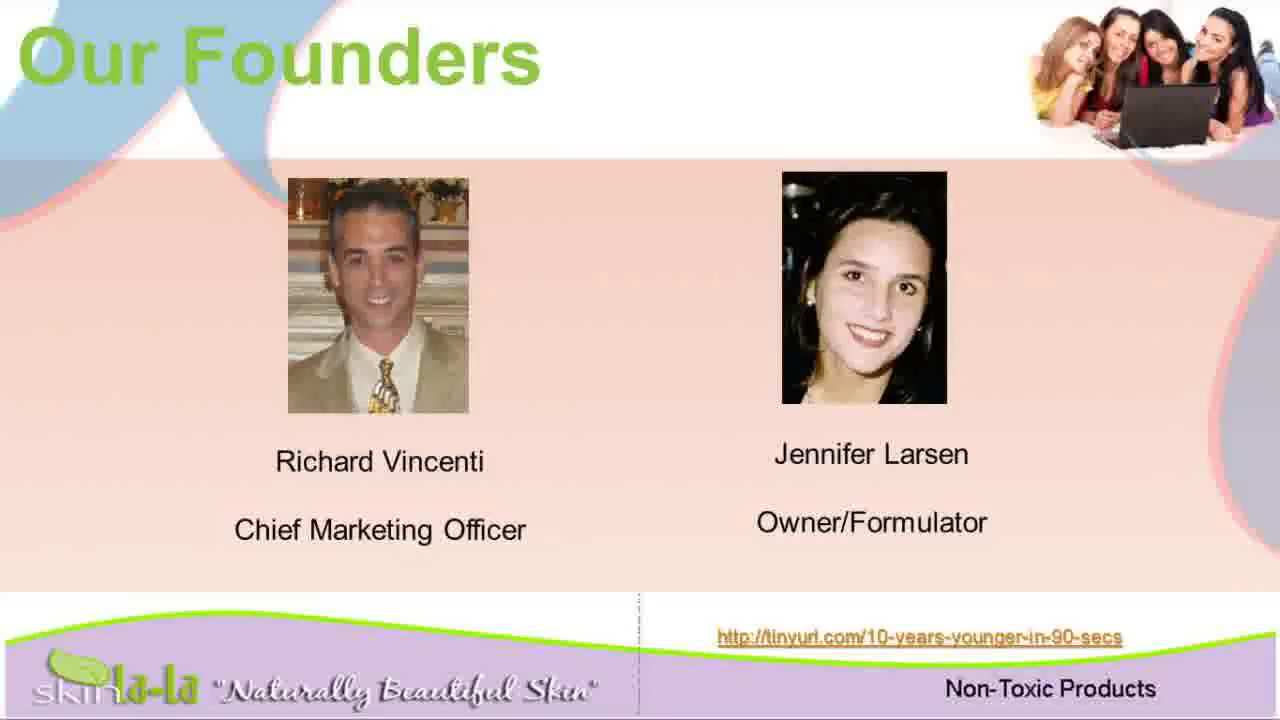 Our Founders
Richard Vincenti
Chief Marketing Officer
Jennifer Larsen
Owner/Formulator
http://tinyurl.com/10-years-younger-in-90-secs
skin la-la "Naturally Beautiful Skin"
Non-Toxic Products